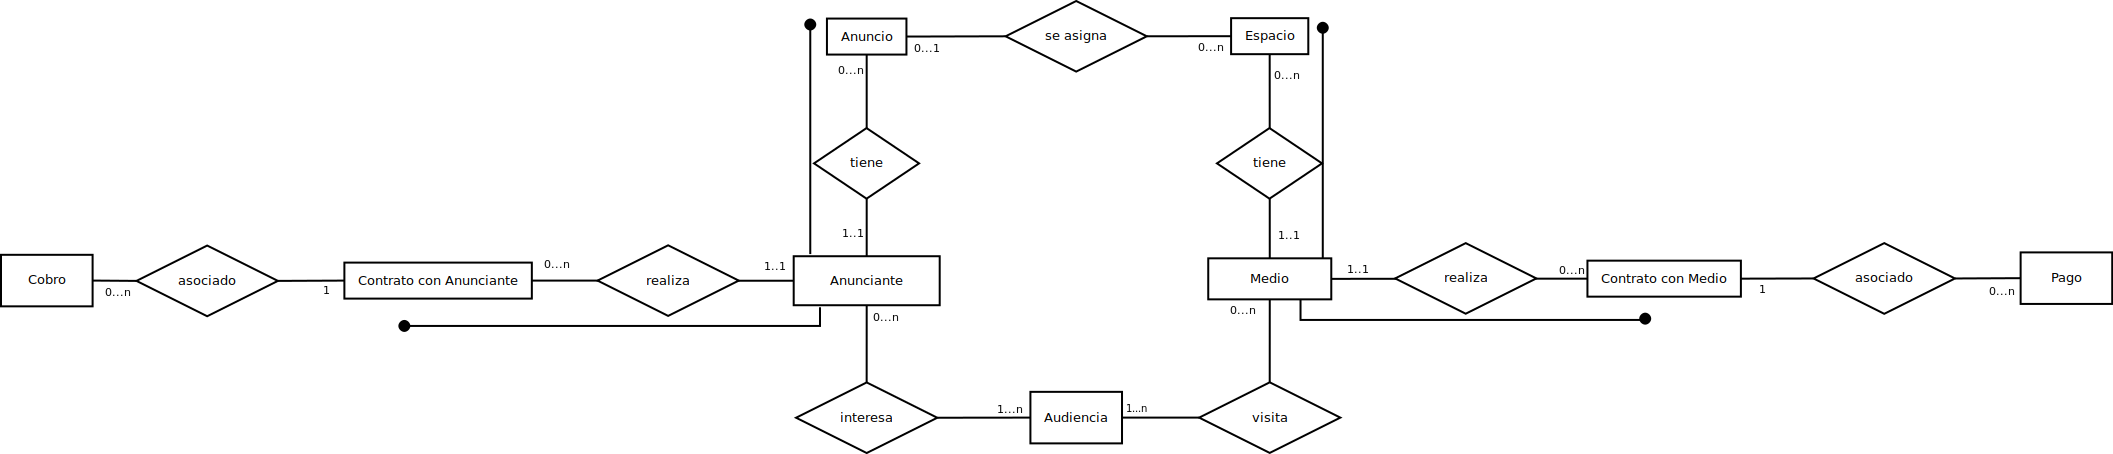 Anuncio
se asigna
Espacio
0...1
0...n
0...n
0...n
tiene
tiene
1..1
1..1
0...n
1..1
1..1
0...n
Cobro
asociado
Contrato con Anunciante
realiza
Anunciante
Medio
realiza
Contrato con Medio
asociado
Pago
0...n
1
1
0...n
0...n
0...n
1...n
1...n
interesa
Audiencia
visita